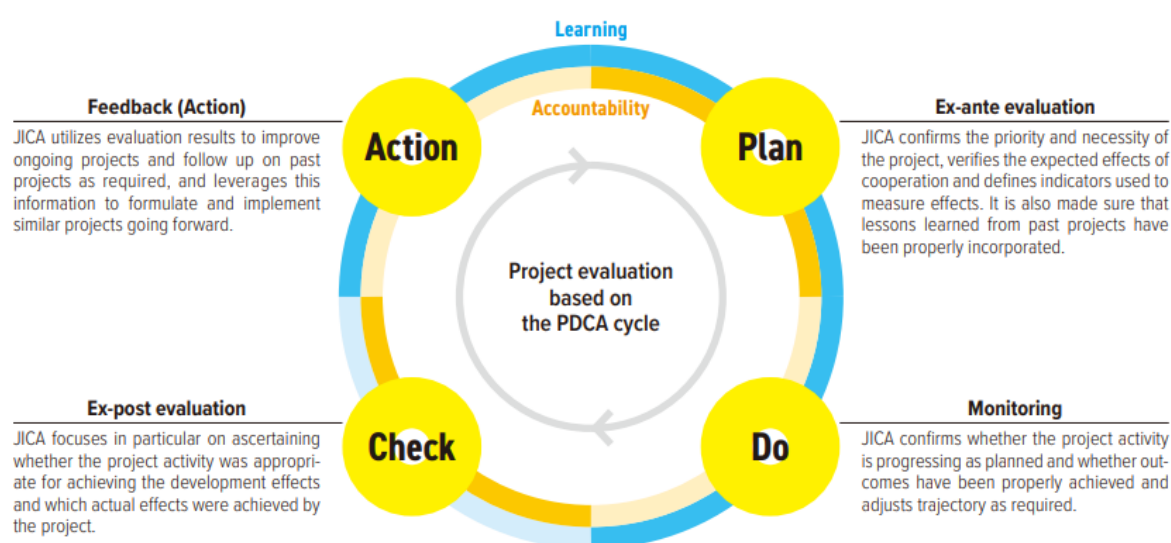 Learning
Accountability
Feedback (Action)
JICA utilizes evaluation results to improve
ongoing projects and follow up on past
projects as required, and leverages this
information to formulate and implement
similar projects going forward.
Action
Plan
Ex-ante evaluation
JICA confirms the priority and necessity of
the project, verifies the expected effects of
cooperation and defines indicators used to
measure effects. It is also made sure that
lessons learned from past projects have
been properly incorporated.
Project evaluation
based on
the PDCA cycle
Ex-post evaluation
JICA focuses in particular on ascertaining
whether the project activity was appropri-
ate for achieving the development effects
and which actual effects were achieved by
the project.
Check
Do
Monitoring
JICA confirms whether the project activity
is progressing as planned and whether out-
comes have been properly achieved and
adjusts trajectory as required.